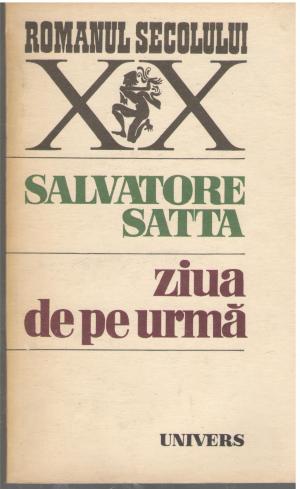 ROMANUL SECOLULUI
XX
SALVATORE
SATTA
ziua
de pe urmă
UNIVERS